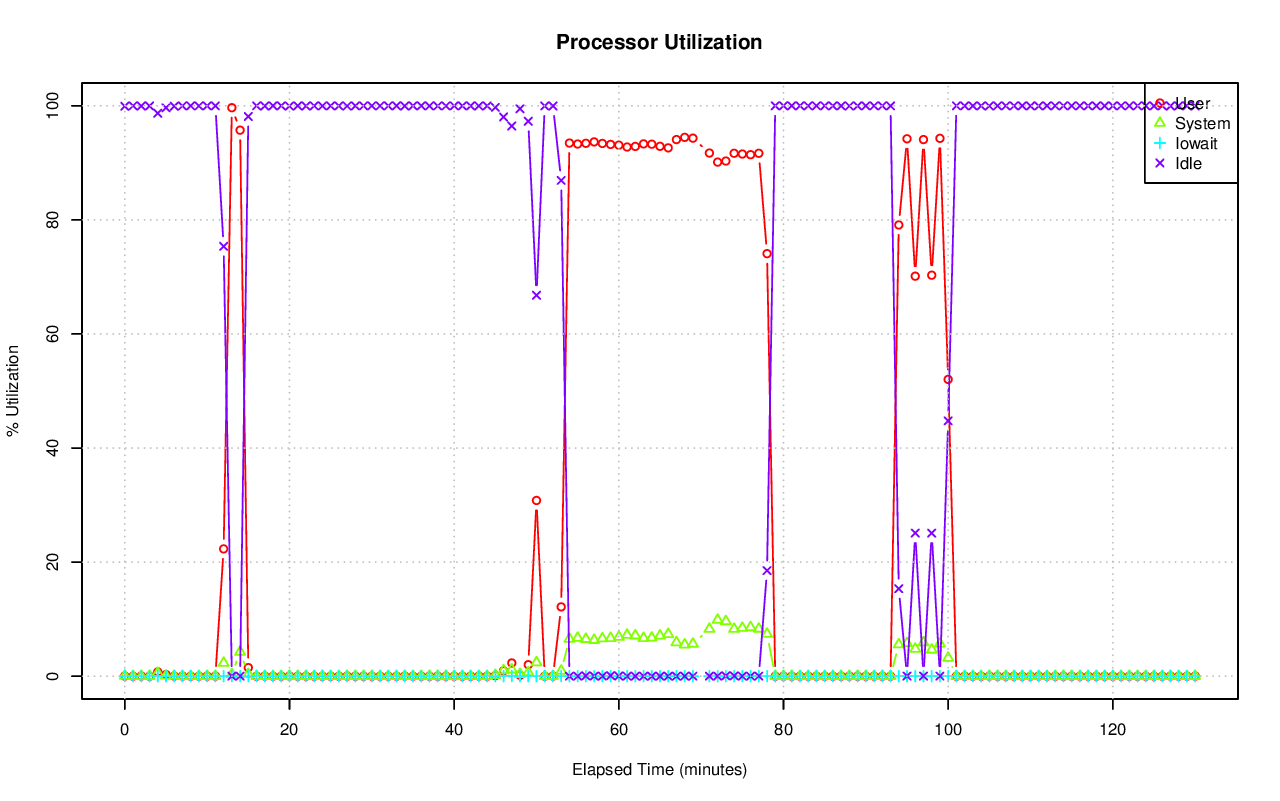 Processor Utilization
% Utilization
100
80
60
40
20
0
User
System
Iowait
Idle
0 20 40 60 80 100 120
Elapsed Time (minutes)